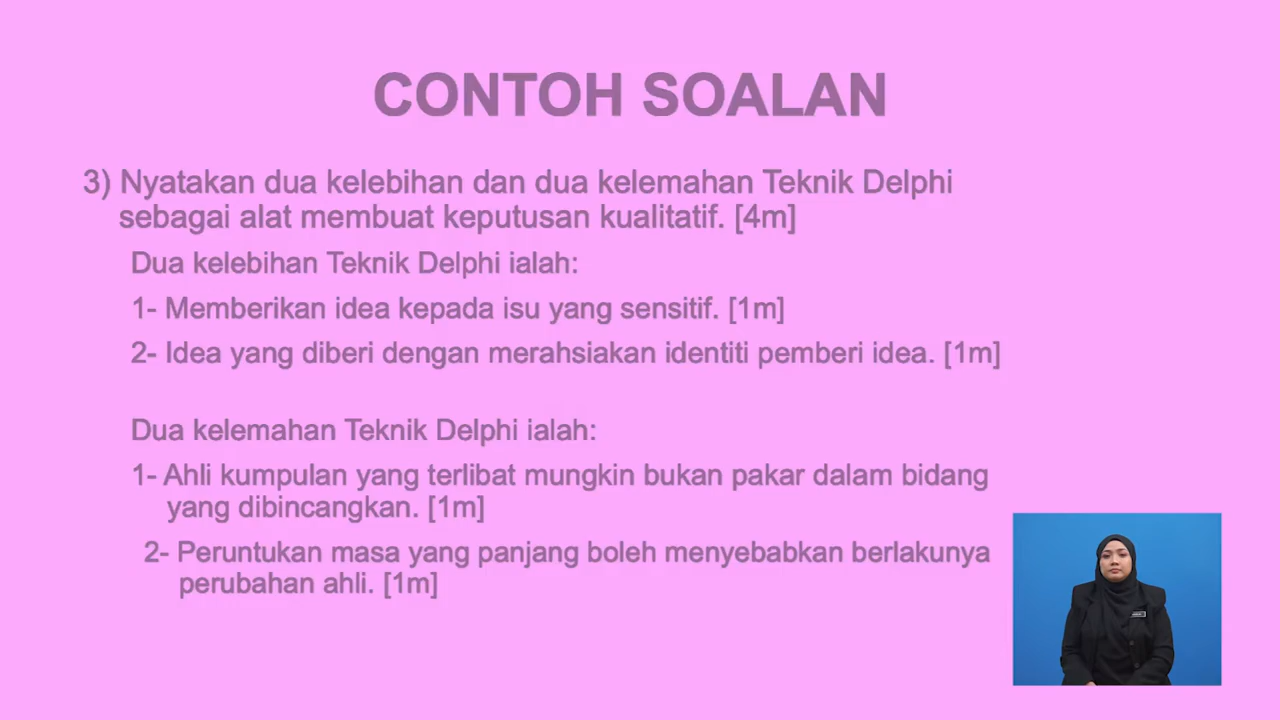 CONTOH SOALAN
3) Nyatakan dua kelebihan dan dua kelemahan Teknik Delphi
sebagai alat membuat keputusan kualitatif. [4m]
Dua kelebihan Teknik Delphi ialah:
1- Memberikan idea kepada isu yang sensitif. [1m]
2- Idea yang diberi dengan merahsiakan identiti pemberi idea. [1m]
Dua kelemahan Teknik Delphi ialah:
1- Ahli kumpulan yang terlibat mungkin bukan pakar dalam bidang
yang dibincangkan. [1m]
2- Peruntukan masa yang panjang boleh menyebabkan berlakunya
perubahan ahli. [1m]